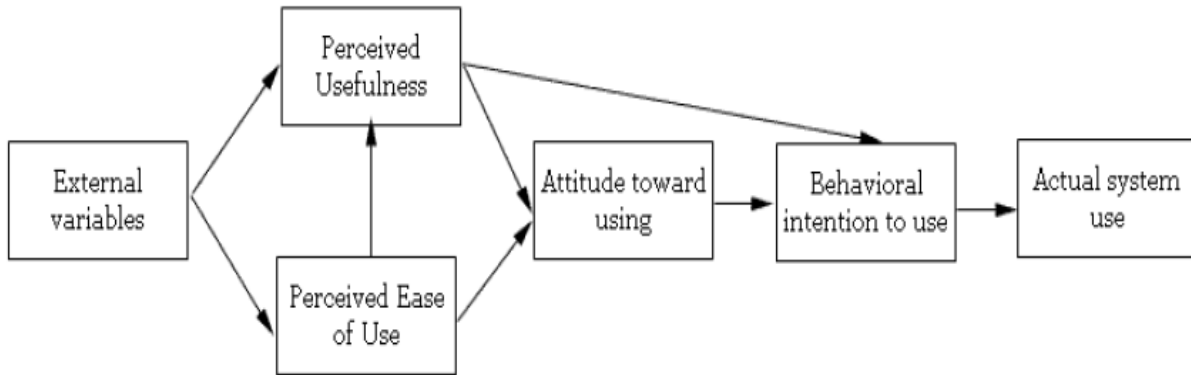 Perceived
Usefulness
External
variables
Attitude toward
using
Behavioral
intention to use
Actual system
use
Perceived Ease
of Use